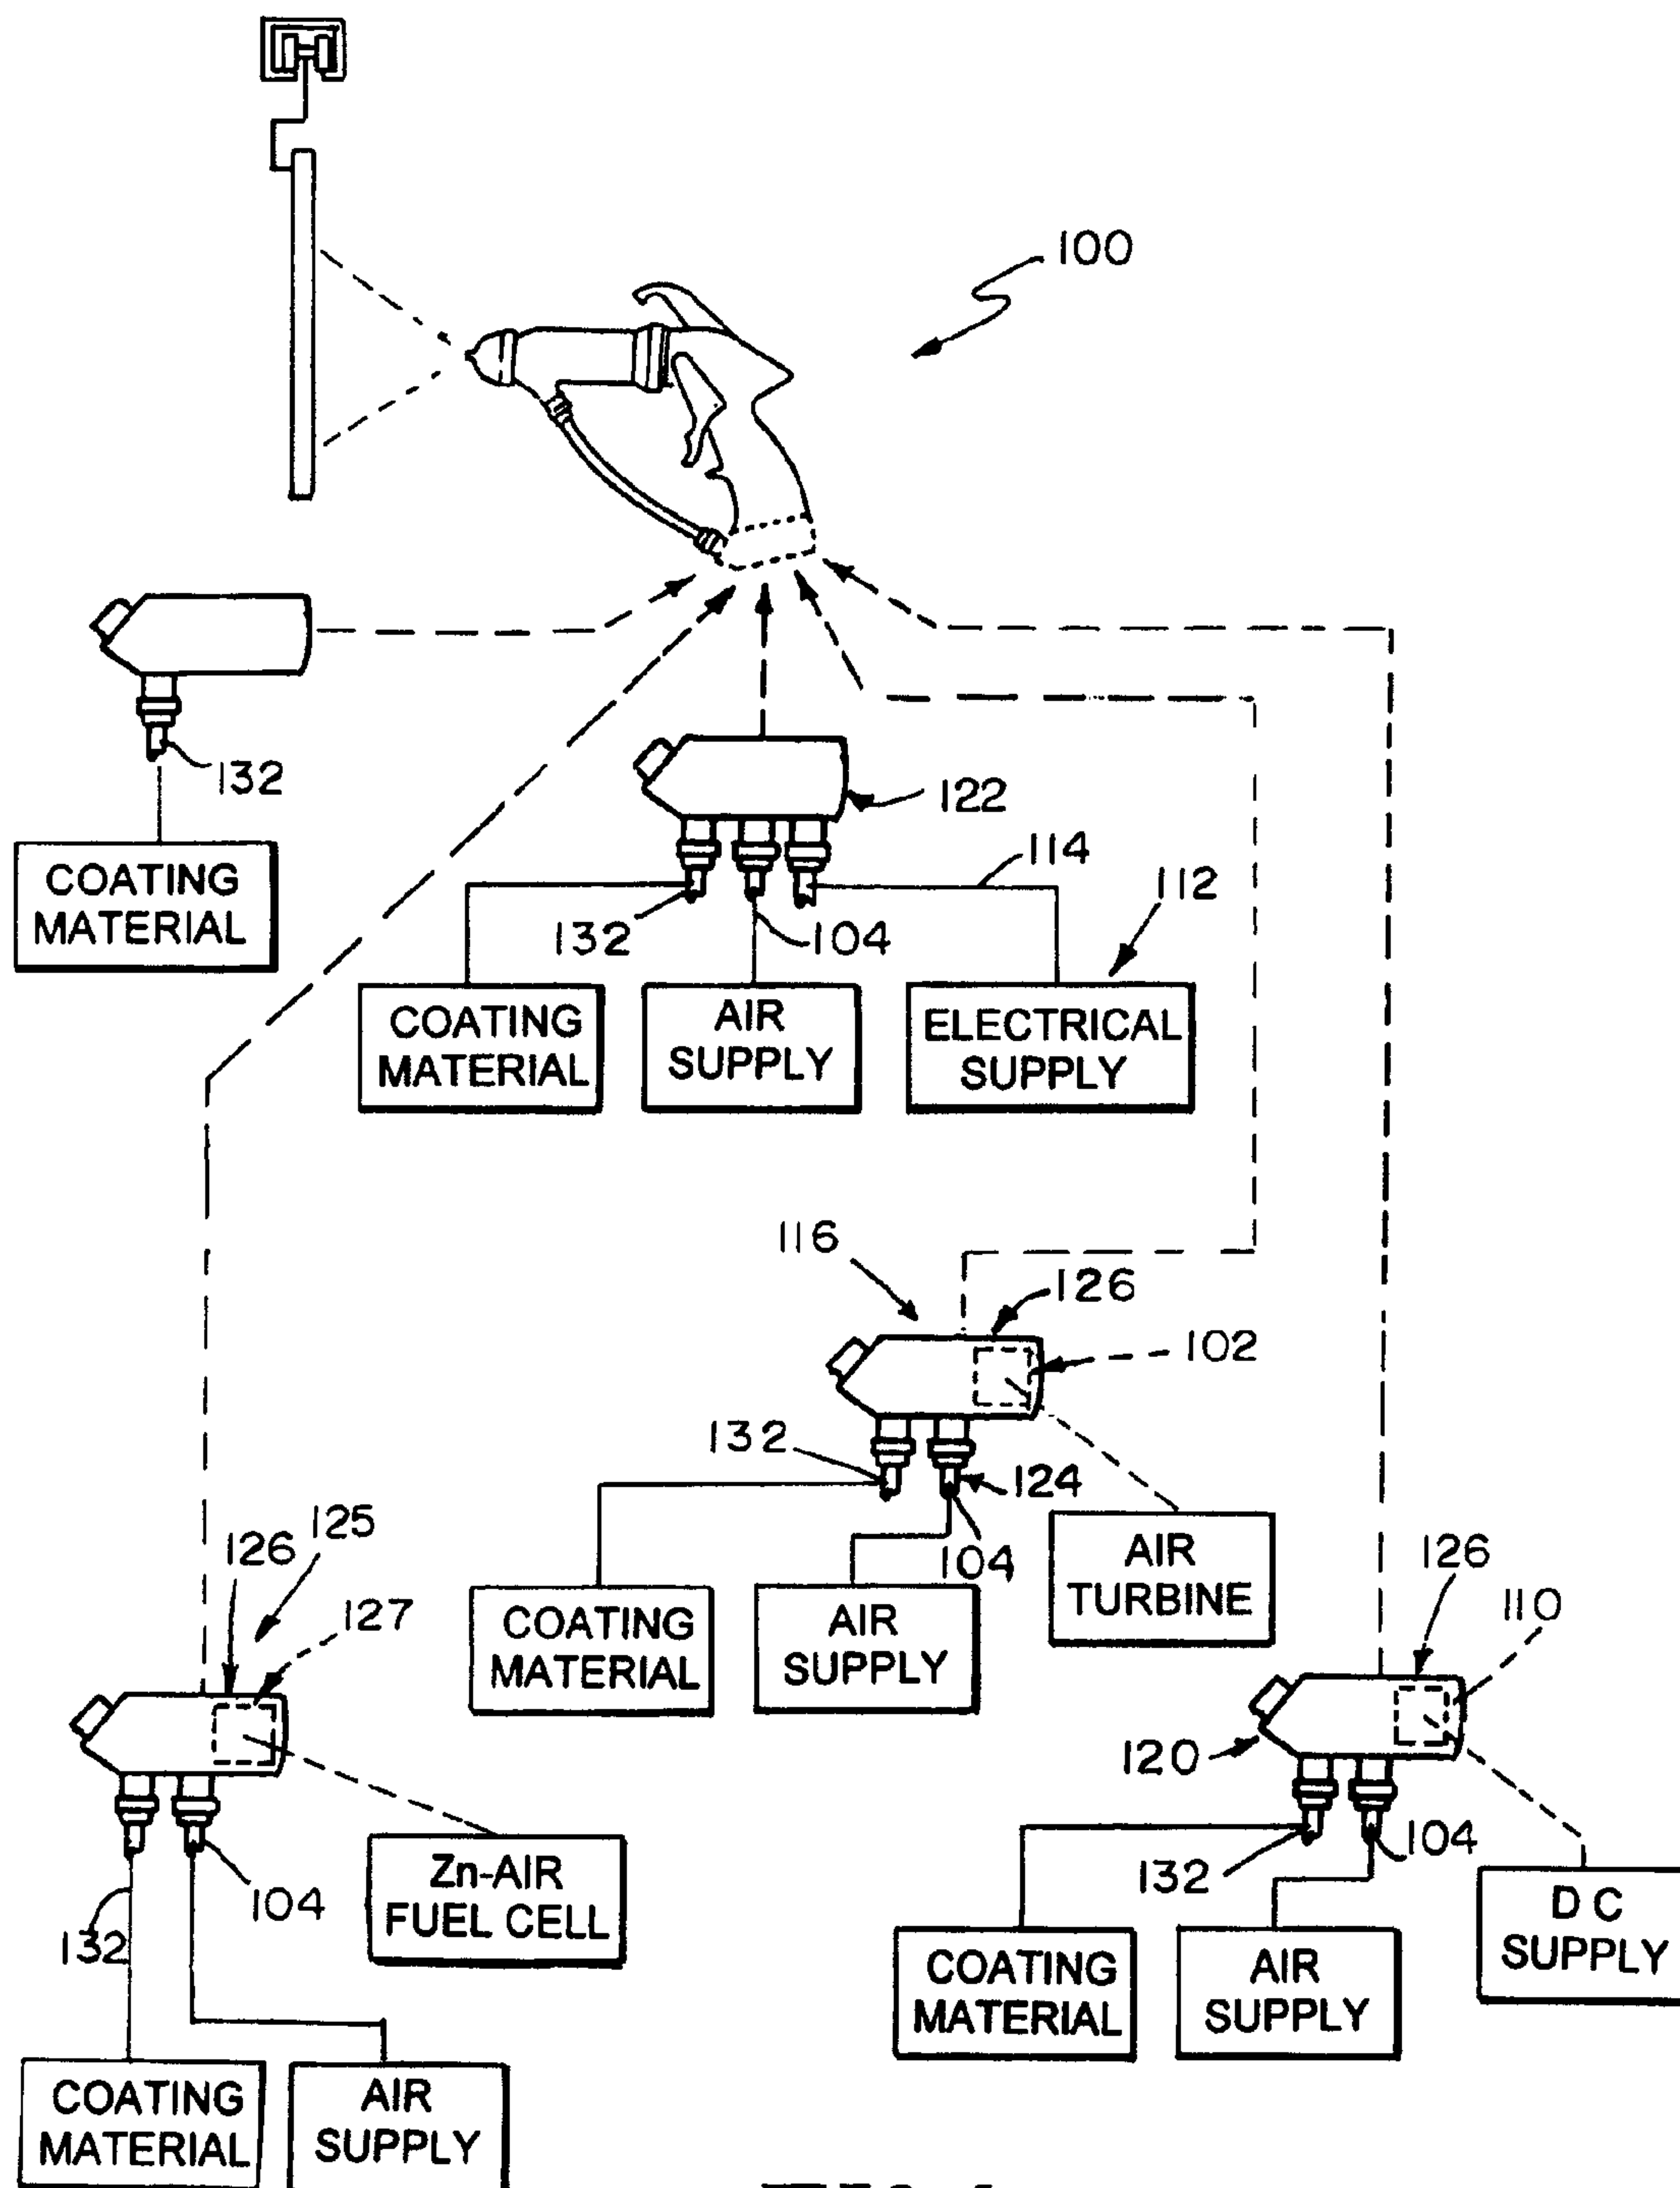 100
132
COATING
MATERIAL
122
114
112
132
104
COATING
MATERIAL
AIR
SUPPLY
ELECTRICAL
SUPPLY
116
126
102
132
124
104
COATING
MATERIAL
AIR
SUPPLY
AIR
TURBINE
125
126
127
132
104
Zn-AIR
FUEL CELL
COATING
MATERIAL
AIR
SUPPLY
126
110
120
132
104
COATING
MATERIAL
AIR
SUPPLY
D C
SUPPLY